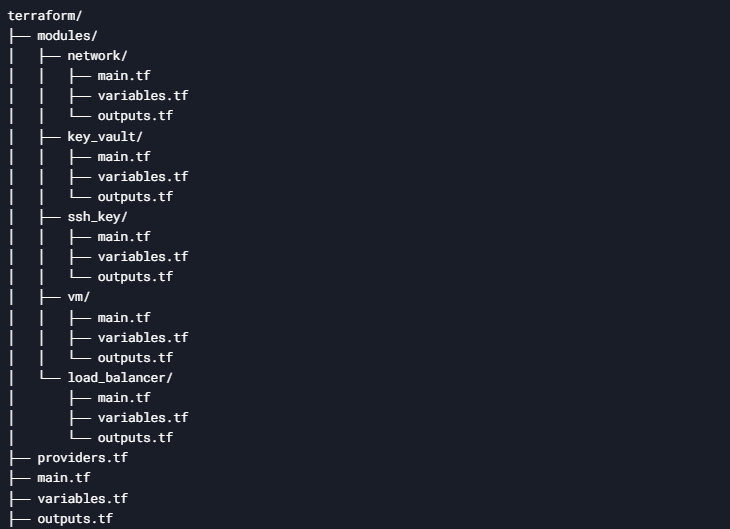 terraform/
├── modules/
│   ├── network/
│   │   ├── main.tf
│   │   ├── variables.tf
│   │   └── outputs.tf
│   ├── key_vault/
│   │   ├── main.tf
│   │   ├── variables.tf
│   │   └── outputs.tf
│   ├── ssh_key/
│   │   ├── main.tf
│   │   ├── variables.tf
│   │   └── outputs.tf
│   ├── vm/
│   │   ├── main.tf
│   │   ├── variables.tf
│   │   └── outputs.tf
│   └── load_balancer/
│       ├── main.tf
│       ├── variables.tf
│       └── outputs.tf
├── providers.tf
├── main.tf
├── variables.tf
├── outputs.tf